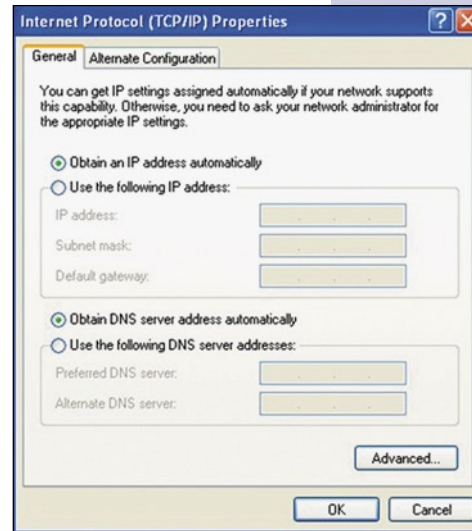 Internet Protocol (TCP/IP) Properties
General
Alternate Configuration
You can get IP settings assigned automatically if your network supports
this capability. Otherwise, you need to ask your network administrator for
the appropriate IP settings.
Obtain an IP address automatically
Use the following IP address:
IP address:
Subnet mask:
Default gateway:
Obtain DNS server address automatically
Use the following DNS server addresses:
Preferred DNS server:
Alternate DNS server:
Advanced...
OK
Cancel